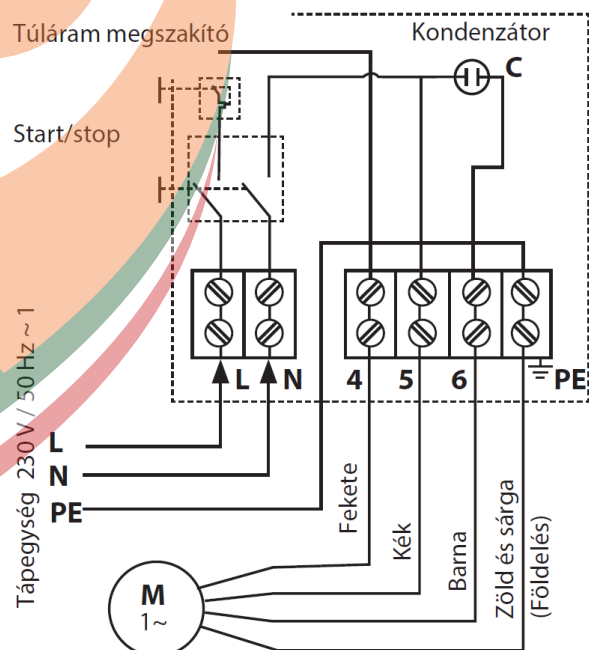 Túláram megszakító
Kondenzátor
C
Start/stop
L N 4 5 6 PE
Tápegység 230 V / 50 Hz ~ 1
L
N
PE
Fekete
Kék
Barna
Zöld és sárga
(Földelés)
M
1~